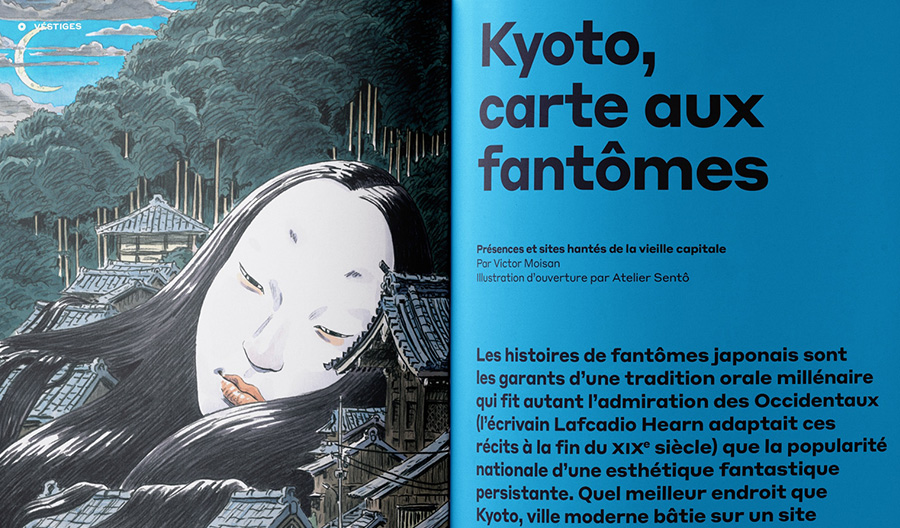 VESTIGES
Kyoto,
carte aux
fantômes
Présences et sites hantés de la vieille capitale
Par Victor Moisan
Illustration d'ouverture par Atelier Sentô
Les histoires de fantômes japonais sont
les garants d'une tradition orale millénaire
qui fit autant l'admiration des Occidentaux
(l'écrivain Lafcadio Hearn adaptait ces
récits à la fin du XIXe siècle) que la popularité
nationale d'une esthétique fantastique
persistante. Quel meilleur endroit que
Kyoto, ville moderne bâtie sur un site